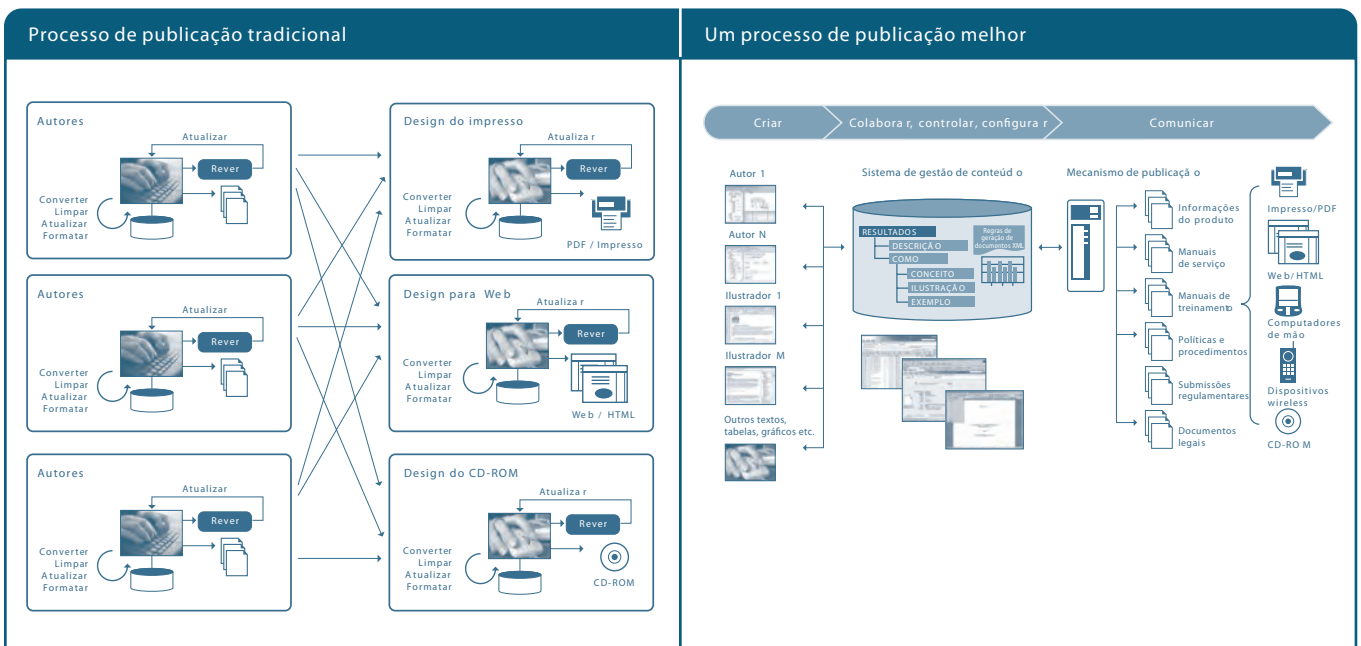 Processo de publicação tradicional
Autores
Atualizar
Rever
Converter
Limpar
Atualizar
Formatar
Design do impresso
Atualiza r
Rever
Converter
Limpar
Atualizar
Formatar
PDF / Impresso
Autores
Atualizar
Rever
Converter
Limpar
Atualizar
Formatar
Design para Web
Atualiza r
Rever
Converter
Limpar
Atualizar
Formatar
Web / HTML
Autores
Atualizar
Rever
Converter
Limpar
Atualizar
Formatar
Design do CD-ROM
Atualiza r
Rever
Converter
Limpar
Atualizar
Formatar
CD-ROM
Um processo de publicação melhor
Criar
Colabora r, controlar, configura r
Comunicar
Autor 1
Autor N
Ilustrador 1
Ilustrador M
Outros textos,
tabelas, gráficos etc.
Sistema de gestão de conteúd o
RESULTADOS
DESCRIÇÃ O
COMO
CONCEITO
ILUSTRAÇÃ O
EXEMPLO
Regras de
geração de
documentos XML
Mecanismo de publicaçã o
Informações
do produto
Manuais
de serviço
Manuais de
treinamento
Políticas e
procedimentos
Submissões
regulamentares
Documentos
legais
Impresso/PDF
Web/HTML
Computadores
de mão
Dispositivos
wireless
CD-RO M